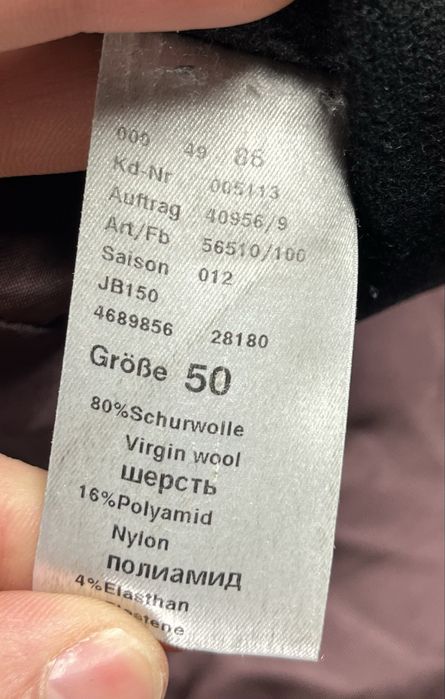 000 49 86
Kd-Nr 005113
Auftrag 40956/9
Art/Fb 56510/100
Saison 012
JB150
4689856 28180
Größe 50
80%Schurwolle
Virgin wool
шерсть
16%Polyamid
Nylon
полиамид
4%Elasthan